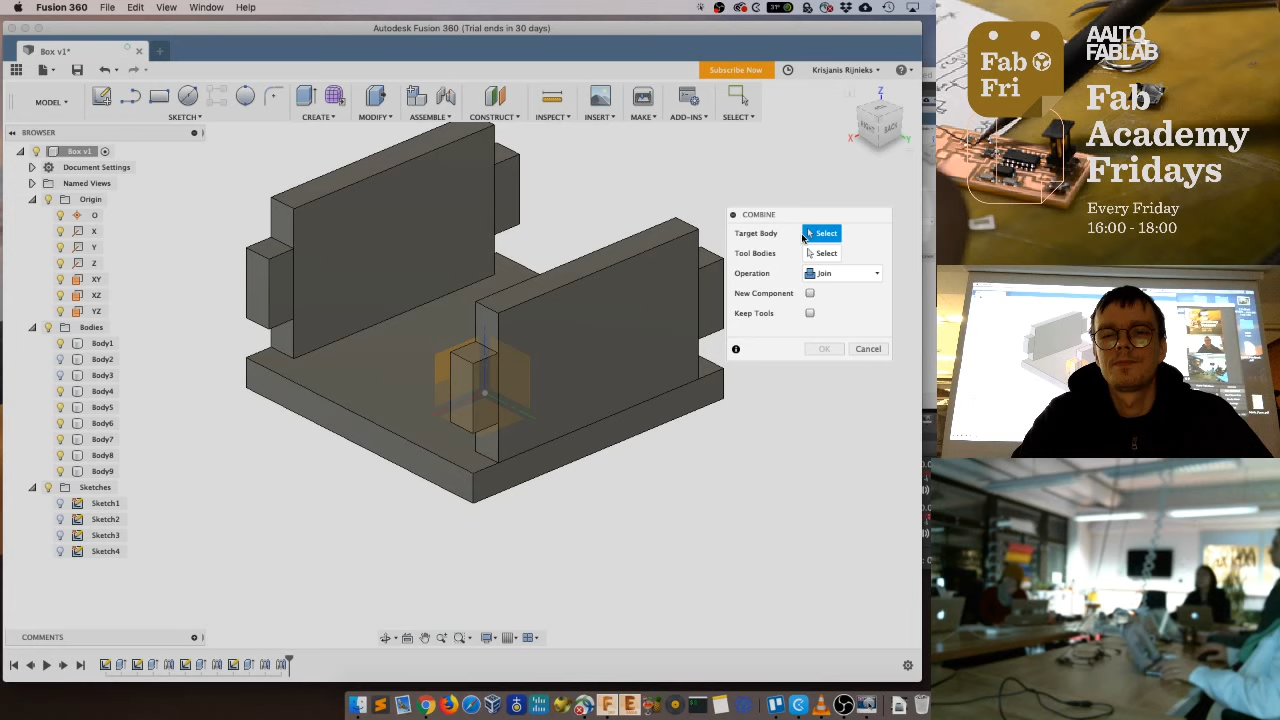 Fusion 360 File Edit View Window Help
31°
Autodesk Fusion 360 (Trial ends in 30 days)
Box v1*
Subscribe Now
Krisjanis Rijnieks
MODEL
SKETCH
CREATE
MODIFY
ASSEMBLE
CONSTRUCT
INSPECT
INSERT
MAKE
ADD-INS
SELECT
BROWSER
Box v1
Document Settings
Named Views
Origin
O
X
Y
Z
XY
XZ
YZ
Bodies
Body1
Body2
Body3
Body4
Body5
Body6
Body7
Body8
Body9
Sketches
Sketch1
Sketch2
Sketch3
Sketch4
Z
X
Y
RIGHT
BACK
COMBINE
Target Body Select
Tool Bodies Select
Operation Join
New Component
Keep Tools
OK Cancel
COMMENTS
Fab
Fri
AALTO
FABLAB
Fab
Academy
Fridays
Every Friday
16:00 - 18:00